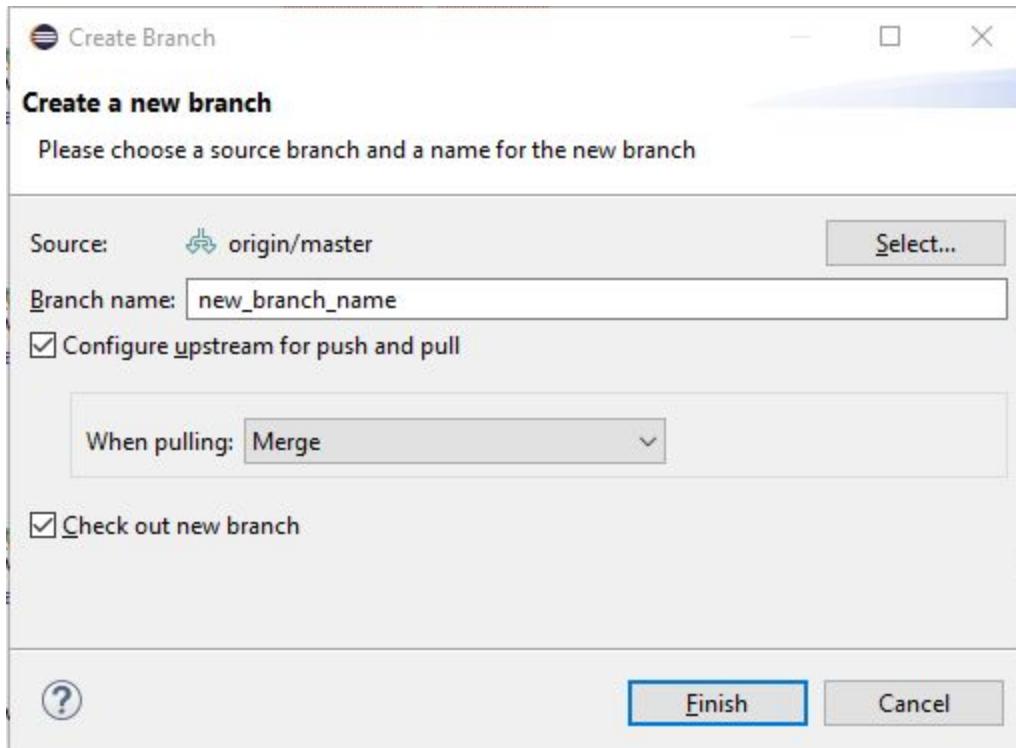 Create Branch
Create a new branch
Please choose a source branch and a name for the new branch
Source: origin/master Select...
Branch name: new_branch_name
Configure upstream for push and pull
When pulling: Merge
Check out new branch
? Finish Cancel